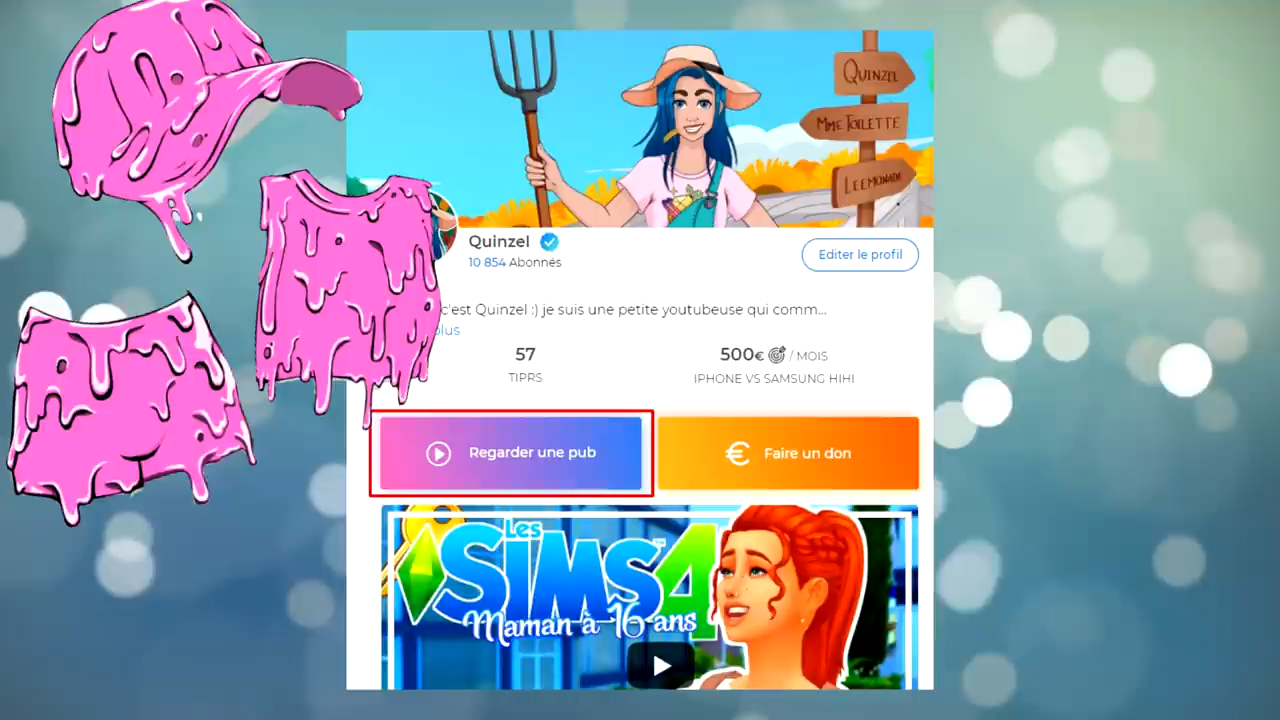 QUINZEL
MME TOILETTE
LEEMONADE
Quinzel
10 854 Abonnés
Editer le profil
c'est Quinzel :) je suis une petite youtubeuse qui comm...
plus
57
TIPRS
500€ / MOIS
IPHONE VS SAMSUNG HIHI
Regarder une pub
€ Faire un don
Les
SIMS 4
Maman à 16 ans